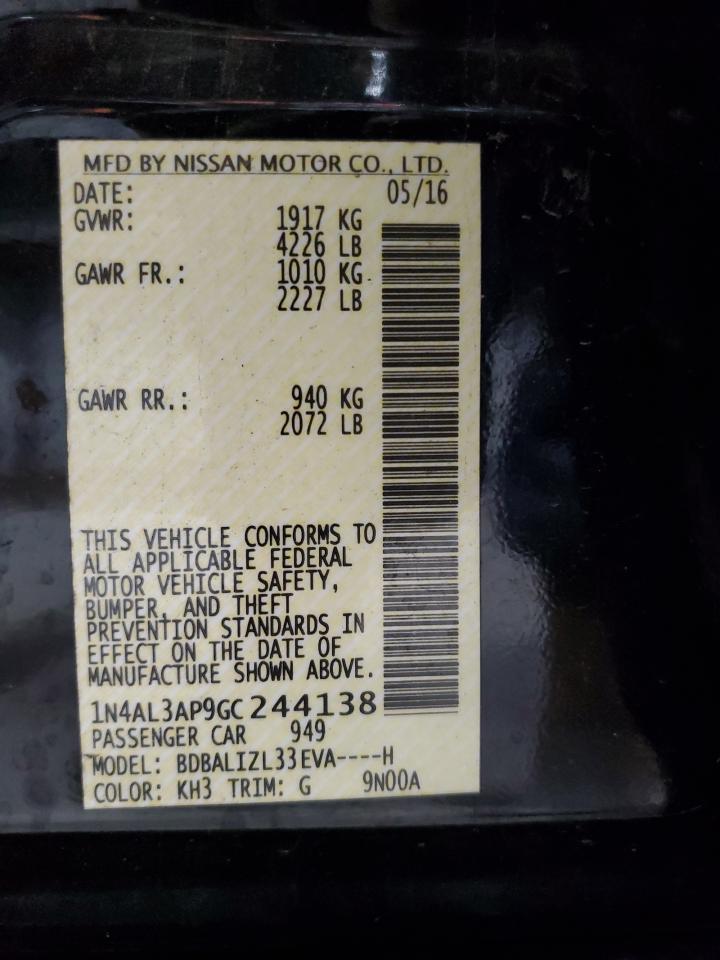 MFD BY NISSAN MOTOR CO., LTD.
DATE: 05/16
GVWR: 1917 KG
4226 LB
GAWR FR.: 1010 KG
2227 LB
GAWR RR.: 940 KG
2072 LB
THIS VEHICLE CONFORMS TO
ALL APPLICABLE FEDERAL
MOTOR VEHICLE SAFETY,
BUMPER, AND THEFT
PREVENTION STANDARDS IN
EFFECT ON THE DATE OF
MANUFACTURE SHOWN ABOVE.
1N4AL3AP9GC244138
PASSENGER CAR 949
MODEL: BDBALIZL33EVA----H
COLOR: KH3 TRIM: G 9N00A